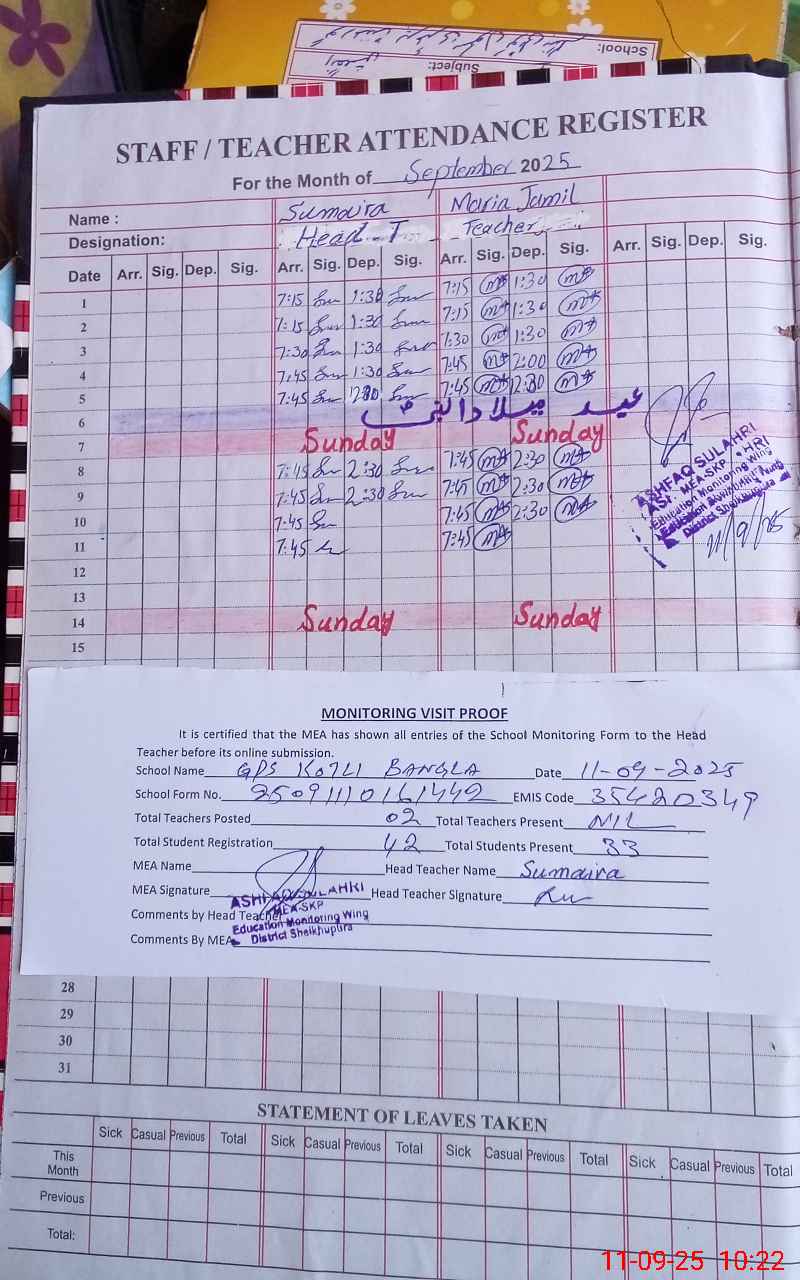 School:
Subject:
STAFF / TEACHER ATTENDANCE REGISTER
For the Month of September 2025
Name : Sumaira Maria Jamil
Designation: Head - T Teacher
Date Arr. Sig. Dep. Sig. Arr. Sig. Dep. Sig. Arr. Sig. Dep. Sig. Arr. Sig. Dep. Sig.
1 7:15 1:30 7:15 1:30
2 7:15 1:30 7:15 1:30
3 7:30 1:30 7:30 1:30
4 7:45 1:30 7:45 2:00
5 7:45 7:45
6 عید میلاد النبی
7 Sunday Sunday
8 7:45 2:30 7:45 2:30
9 7:45 2:30 7:45 2:30
10 7:45 7:45 2:30
11 7:45 7:45
12
13
14 Sunday Sunday
15
ASHFAQ SULAHRI
Education Monitoring Wing
District Sheikhupura
11/9/25
MONITORING VISIT PROOF
It is certified that the MEA has shown all entries of the School Monitoring Form to the Head
Teacher before its online submission.
School Name GPS KOTLI BANGLA Date 11-09-2025
School Form No. EMIS Code 35420349
Total Teachers Posted 02 Total Teachers Present NIL
Total Student Registration 42 Total Students Present 33
MEA Name Head Teacher Name Sumaira
MEA Signature Head Teacher Signature
Comments by Head Teacher
Comments By MEA
MEA-SKP
Education Monitoring Wing
District Sheikhupura
28
29
30
31
STATEMENT OF LEAVES TAKEN
Sick Casual Previous Total Sick Casual Previous Total Sick Casual Previous Total Sick Casual Previous Total
This
Month
Previous
Total:
11-09-25 10:22